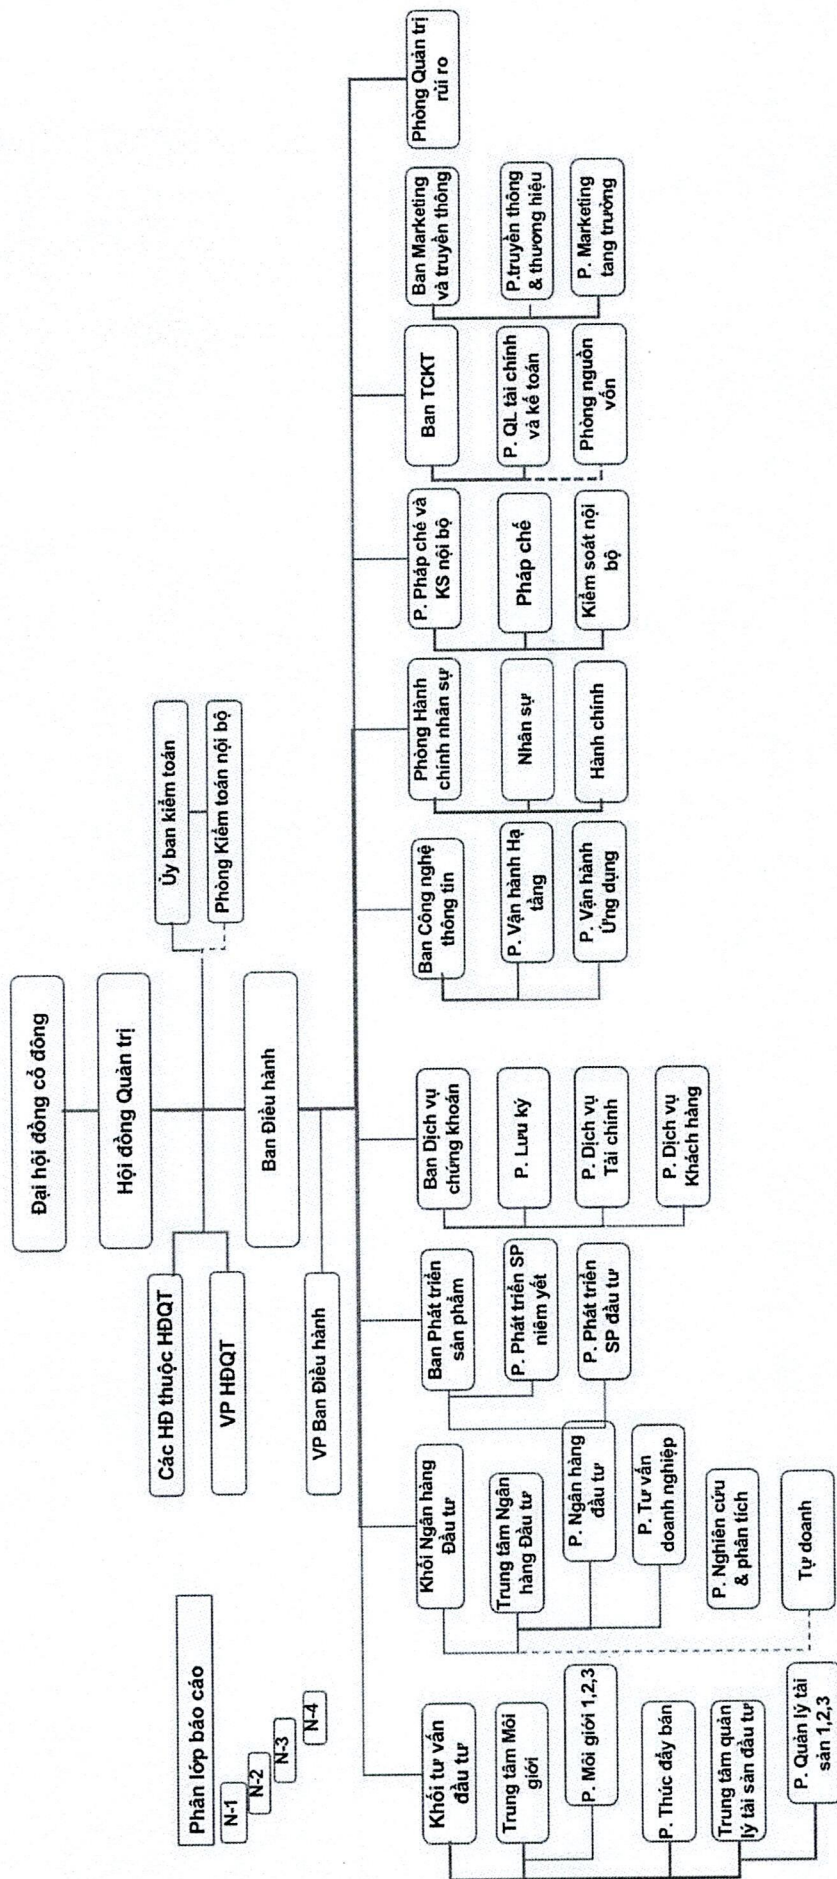 Đại hội đồng cổ đông
Hội đồng Quản trị
Ủy ban kiểm toán
Phòng Kiểm toán nội bộ
Các HĐ thuộc HĐQT
VP HĐQT
Ban Điều hành
VP Ban Điều hành
Phân lớp báo cáo
N-1
N-2
N-3
N-4
Khối tư vấn
đầu tư
Trung tâm Môi
giới
P. Môi giới 1,2,3
P. Thúc đẩy bán
Trung tâm quản
lý tài sản đầu tư
P. Quản lý tài
sản 1,2,3
Khối Ngân hàng
Đầu tư
Trung tâm Ngân
hàng Đầu tư
P. Ngân hàng
đầu tư
P. Tư vấn
doanh nghiệp
P. Nghiên cứu
& phân tích
Tự doanh
Ban Phát triển
sản phẩm
P. Phát triển SP
niêm yết
P. Phát triển
SP đầu tư
Ban Dịch vụ
chứng khoán
P. Lưu ký
P. Dịch vụ
Tài chính
P. Dịch vụ
Khách hàng
Ban Công nghệ
thông tin
P. Vận hành Hạ
tầng
P. Vận hành
Ứng dụng
Phòng Hành
chính nhân sự
Nhân sự
Hành chính
P. Pháp chế và
KS nội bộ
Pháp chế
Kiểm soát nội
bộ
Ban TCKT
P. QL tài chính
và kế toán
Phòng nguồn
vốn
Ban Marketing
và truyền thông
P.truyền thông
& thương hiệu
P. Marketing
tang trưởng
Phòng Quản trị
rủi ro